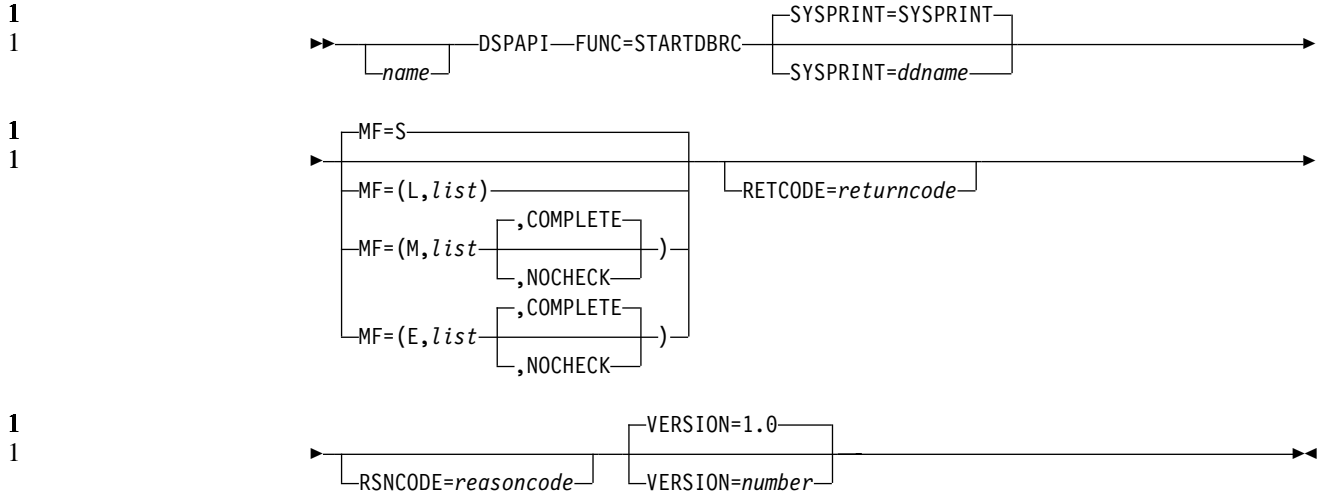 1 SYSPRINT=SYSPRINT
1 name DSPAPI FUNC=STARTDBRC
SYSPRINT=ddname
1 MF=S
1
MF=(L,list) RETCODE=returncode
,COMPLETE
MF=(M,list )
,NOCHECK
,COMPLETE
MF=(E,list )
,NOCHECK
1 VERSION=1.0
1
RSNCODE=reasoncode VERSION=number